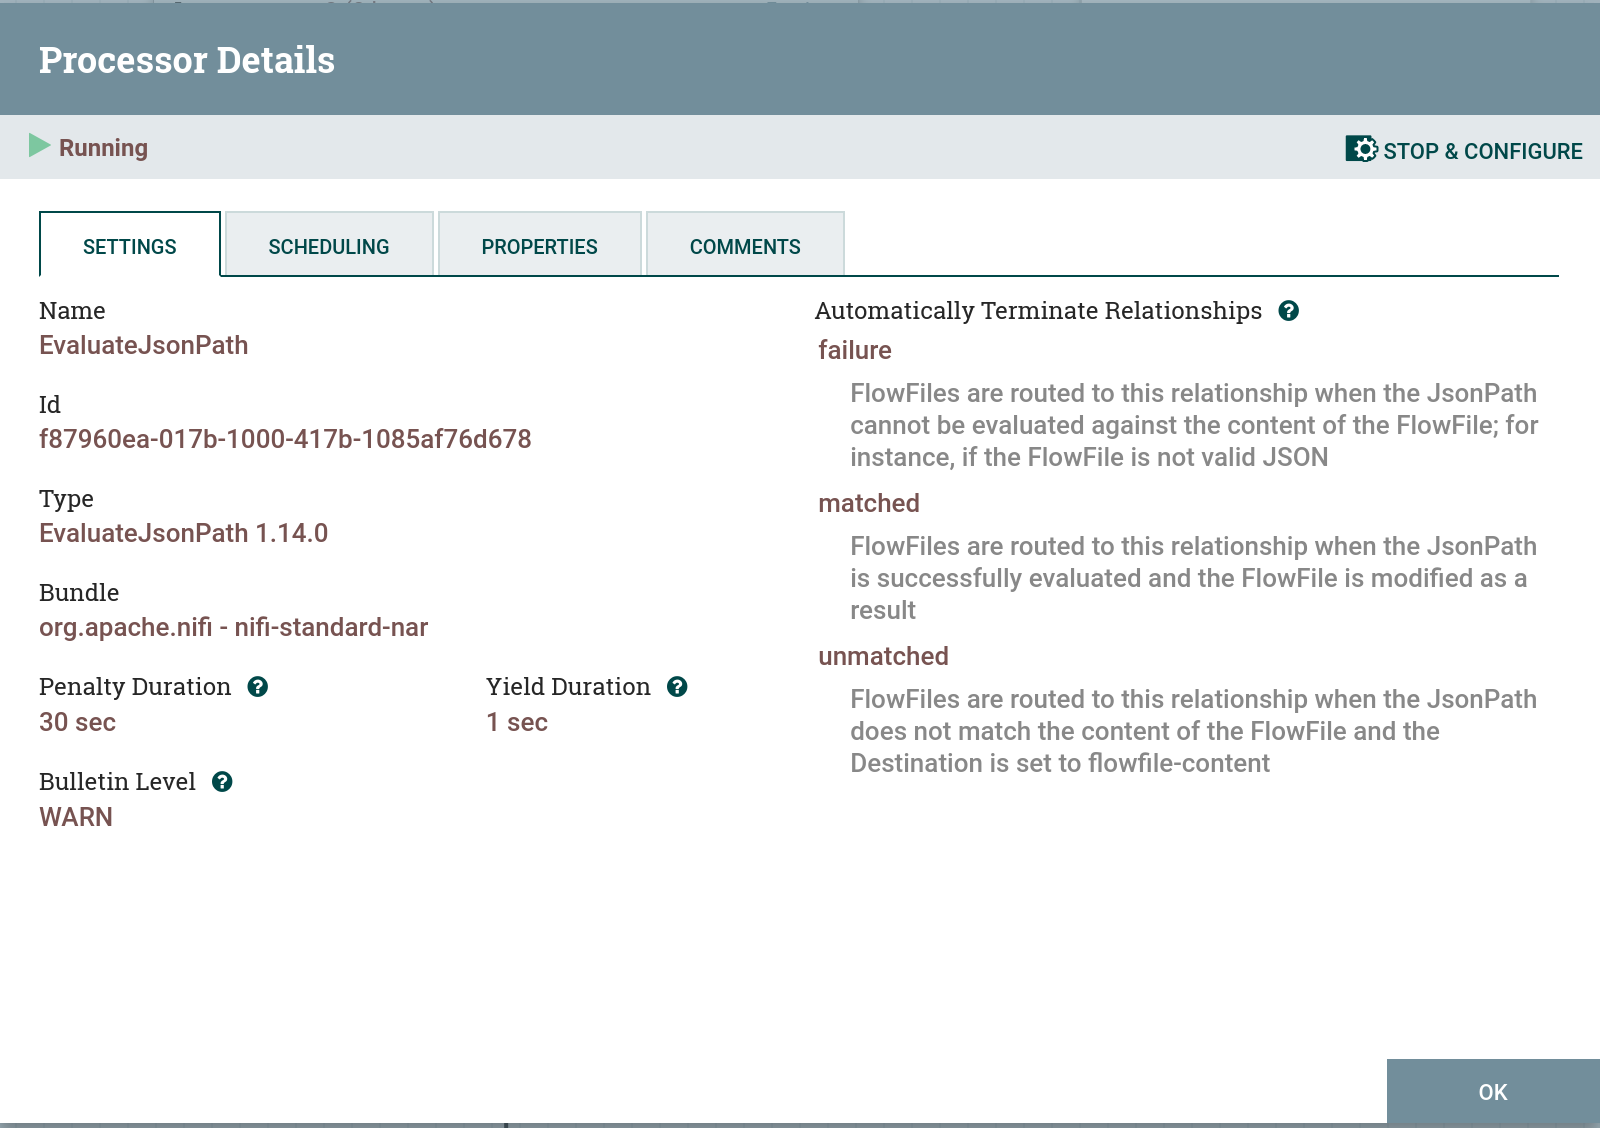 Processor Details
Running
STOP & CONFIGURE
SETTINGS
SCHEDULING
PROPERTIES
COMMENTS
Name
EvaluateJsonPath
Id
f87960ea-017b-1000-417b-1085af76d678
Type
EvaluateJsonPath 1.14.0
Bundle
org.apache.nifi - nifi-standard-nar
Penalty Duration
30 sec
Yield Duration
1 sec
Bulletin Level
WARN
Automatically Terminate Relationships
failure
FlowFiles are routed to this relationship when the JsonPath
cannot be evaluated against the content of the FlowFile; for
instance, if the FlowFile is not valid JSON
matched
FlowFiles are routed to this relationship when the JsonPath
is successfully evaluated and the FlowFile is modified as a
result
unmatched
FlowFiles are routed to this relationship when the JsonPath
does not match the content of the FlowFile and the
Destination is set to flowfile-content
OK